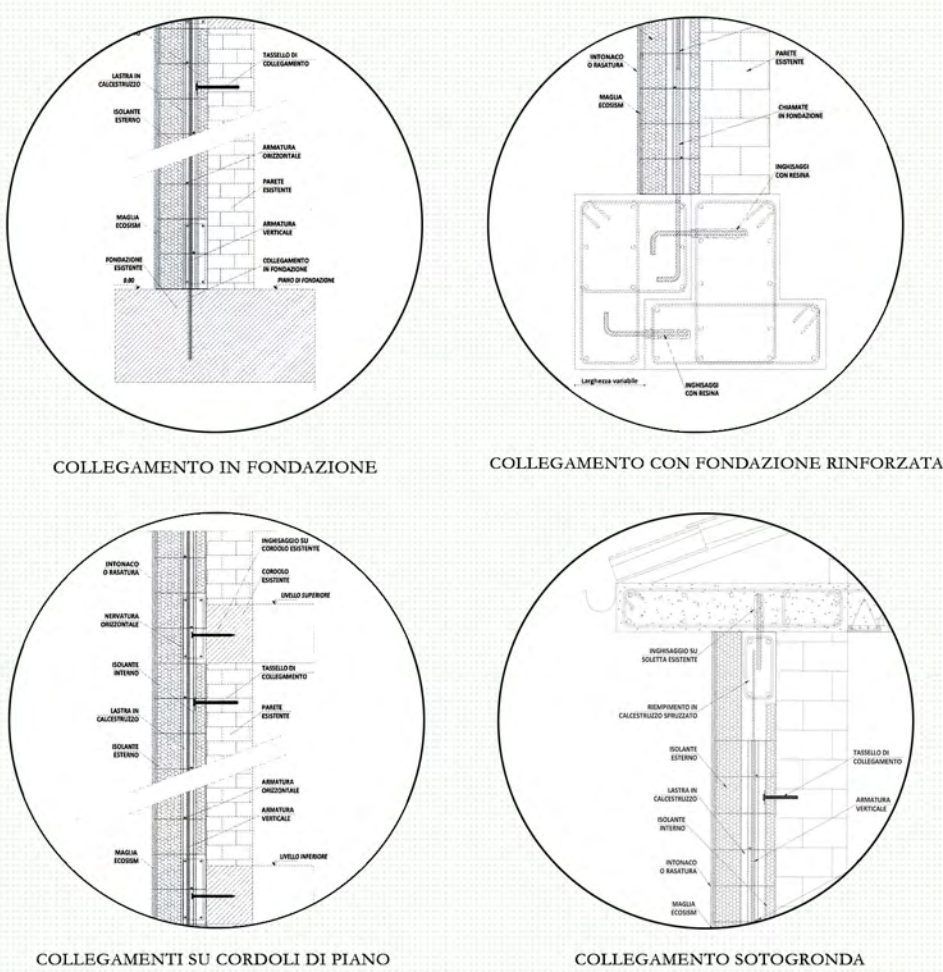 TASSELLO DI
COLLEGAMENTO
LASTRA IN
CALCESTRUZZO
ISOLANTE
ESTERNO
ARMATURA
ORIZZONTALE
PARETE
ESISTENTE
MAGLIA
ECOSISM
ARMATURA
VERTICALE
FONDAZIONE
ESISTENTE
COLLEGAMENTO
IN FONDAZIONE
0.00
PIANO DI FONDAZIONE
COLLEGAMENTO IN FONDAZIONE
INTONACO
O RASATURA
PARETE
ESISTENTE
MAGLIA
ECOSISM
CHIAMATE
IN FONDAZIONE
INGHISAGGI
CON RESINA
Larghezza variabile
INGHISAGGI
CON RESINA
COLLEGAMENTO CON FONDAZIONE RINFORZATA
INGHISAGGIO SU
CORDOLO ESISTENTE
INTONACO
O RASATURA
CORDOLO
ESISTENTE
LIVELLO SUPERIORE
NERVATURA
ORIZZONTALE
ISOLANTE
INTERNO
TASSELLO DI
COLLEGAMENTO
LASTRA IN
CALCESTRUZZO
PARETE
ESISTENTE
ISOLANTE
ESTERNO
ARMATURA
ORIZZONTALE
ARMATURA
VERTICALE
MAGLIA
ECOSISM
LIVELLO INFERIORE
COLLEGAMENTI SU CORDOLI DI PIANO
INGHISAGGIO SU
SOLETTA ESISTENTE
RIEMPIMENTO IN
CALCESTRUZZO SPRUZZATO
ISOLANTE
ESTERNO
TASSELLO DI
COLLEGAMENTO
LASTRA IN
CALCESTRUZZO
ARMATURA
VERTICALE
ISOLANTE
INTERNO
INTONACO
O RASATURA
MAGLIA
ECOSISM
COLLEGAMENTO SOTOGRONDA